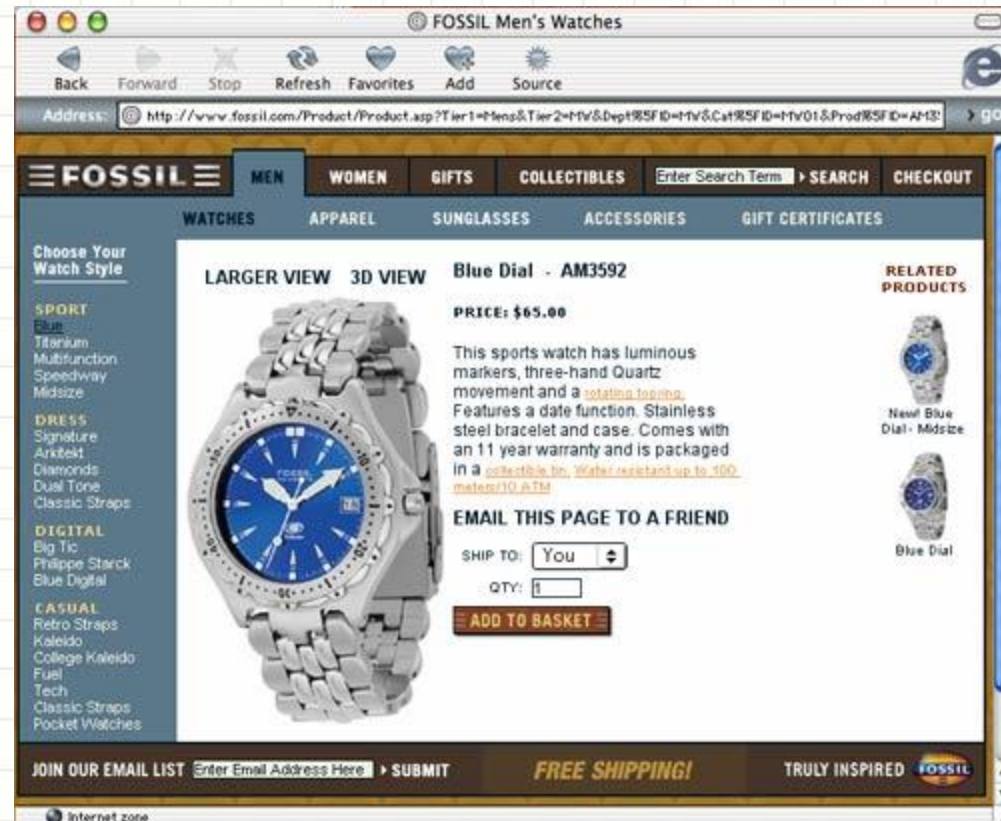 FOSSIL Men's Watches
Back Forward Stop Refresh Favorites Add Source
Address: http://www.fossil.com/Product/Product.asp?Tier1=Mens&Tier2=MW&Dept%5FID=MW&Cat%5FID=MW01&Prod%5FID=AM3 go
FOSSIL MEN WOMEN GIFTS COLLECTIBLES Enter Search Term SEARCH CHECKOUT
WATCHES APPAREL SUNGLASSES ACCESSORIES GIFT CERTIFICATES
Choose Your
Watch Style
SPORT
Blue
Titanium
Multifunction
Speedway
Midsize
DRESS
Signature
Arkitekt
Diamonds
Dual Tone
Classic Straps
DIGITAL
Big Tic
Philippe Starck
Blue Digital
CASUAL
Retro Straps
Kaleido
College Kaleido
Fuel
Tech
Classic Straps
Pocket Watches
LARGER VIEW 3D VIEW
FOSSIL
Blue Dial - AM3592
PRICE: $65.00
This sports watch has luminous
markers, three-hand Quartz
movement and a rotating topring.
Features a date function. Stainless
steel bracelet and case. Comes with
an 11 year warranty and is packaged
in a collectible tin. Water resistant up to 100
meters/10 ATM
EMAIL THIS PAGE TO A FRIEND
SHIP TO: You
QTY: 1
ADD TO BASKET
RELATED
PRODUCTS
New! Blue
Dial - Midsize
Blue Dial
JOIN OUR EMAIL LIST Enter Email Address Here SUBMIT FREE SHIPPING! TRULY INSPIRED FOSSIL
Internet zone